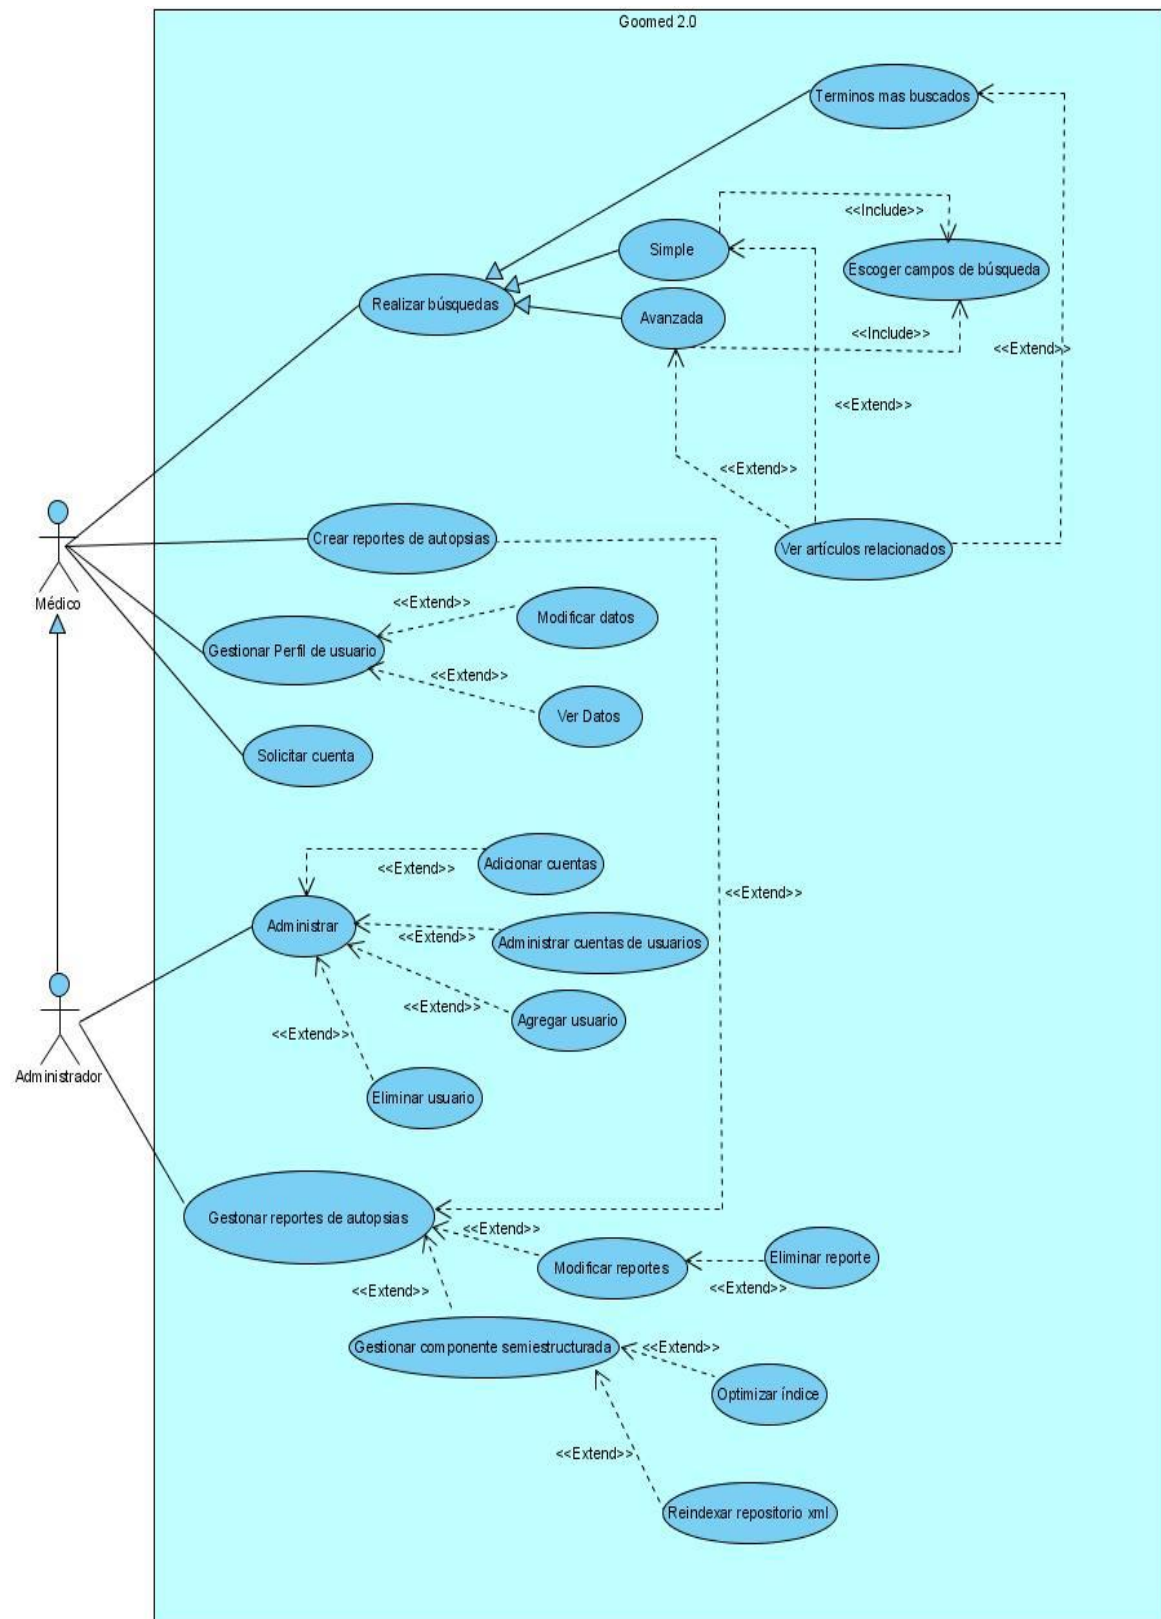 Goomed 2.0
Terminos mas buscados
<<Include>>
Simple
Escoger campos de búsqueda
Realizar búsquedas
Avanzada
<<Include>>
<<Extend>>
<<Extend>>
<<Extend>>
Crear reportes de autopsias
Ver artículos relacionados
Médico
<<Extend>>
Modificar datos
Gestionar Perfil de usuario
<<Extend>>
Ver Datos
Solicitar cuenta
<<Extend>>
Adicionar cuentas
<<Extend>>
Administrar
<<Extend>>
Administrar cuentas de usuarios
<<Extend>>
Agregar usuario
<<Extend>>
Administrador
Eliminar usuario
Gestonar reportes de autopsias
<<Extend>>
Modificar reportes
Eliminar reporte
<<Extend>>
<<Extend>>
Gestionar componente semiestructurada
<<Extend>>
Optimizar índice
<<Extend>>
Reindexar repositorio xml